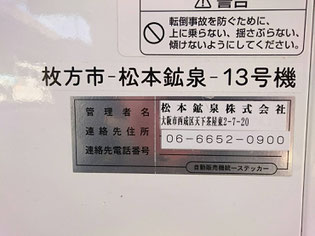 警告
転倒事故を防ぐために、
上に乗らない、揺さぶらない、
傾けないようにしてください。
枚方市-松本鉱泉-13号機
管理者名 松本鉱泉株式会社
連絡先住所 大阪市西成区天下茶屋東2-7-20
連絡先電話番号 06-6652-0900
自動販売機統一ステッカー